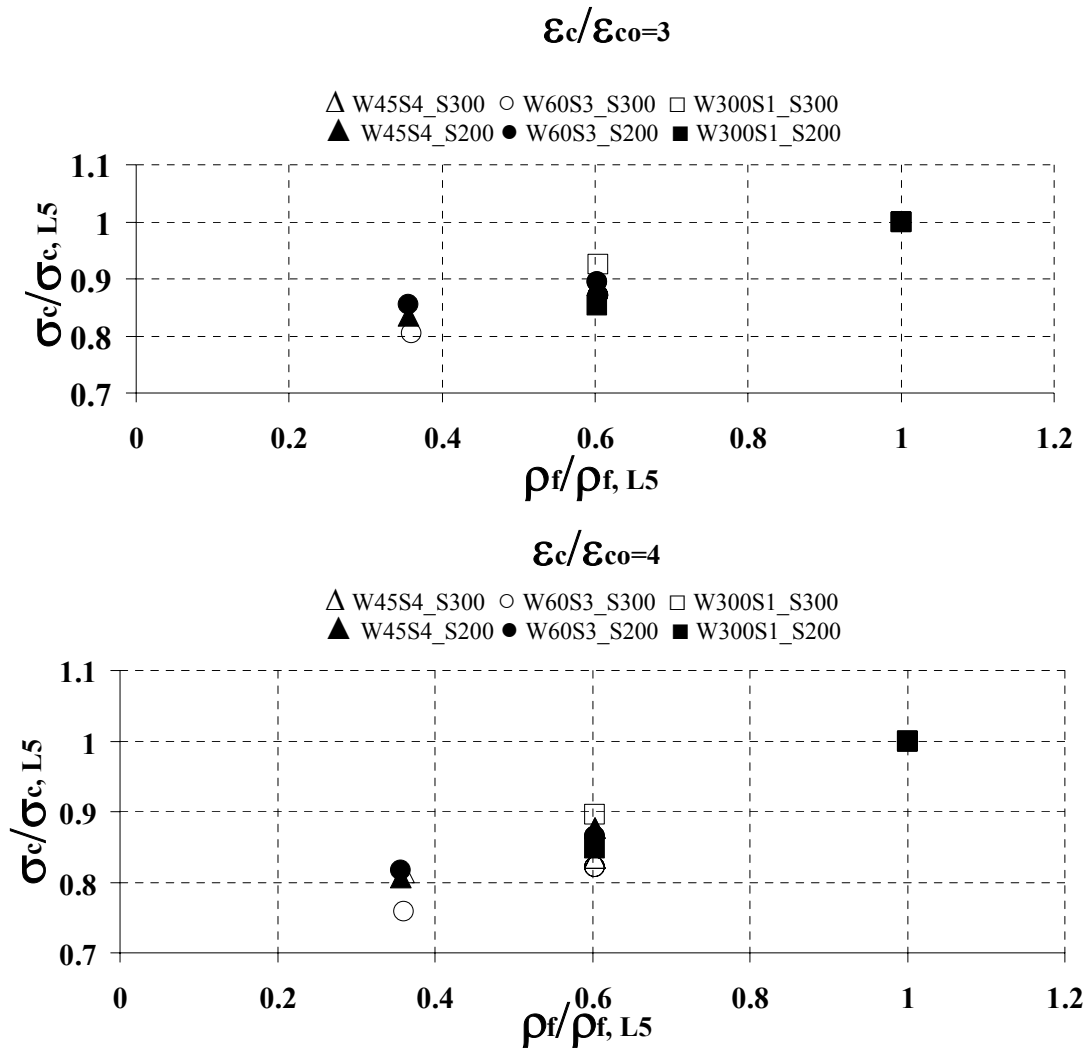 εc/εco=3
W45S4_S300 W60S3_S300 W300S1_S300
W45S4_S200 W60S3_S200 W300S1_S200
1.1
1
0.9
0.8
0.7
σc/σc, L5
0 0.2 0.4 0.6 0.8 1 1.2
ρf/ρf, L5
εc/εco=4
W45S4_S300 W60S3_S300 W300S1_S300
W45S4_S200 W60S3_S200 W300S1_S200
1.1
1
0.9
0.8
0.7
σc/σc, L5
0 0.2 0.4 0.6 0.8 1 1.2
ρf/ρf, L5